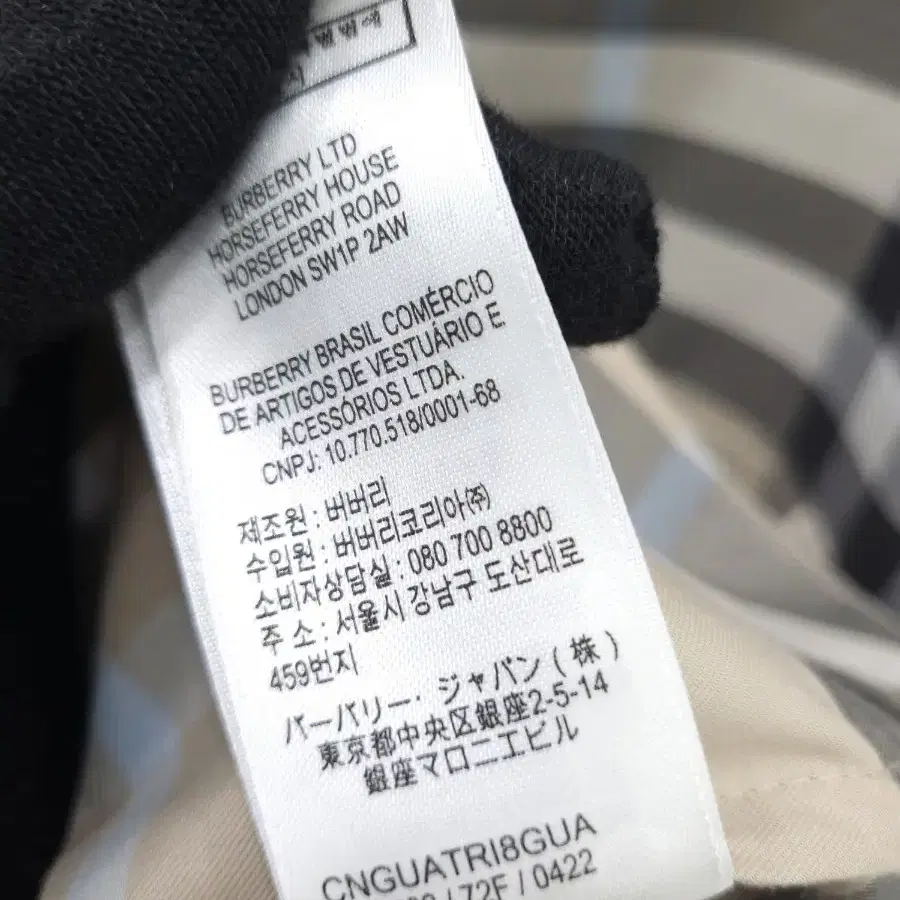 BURBERRY LTD
HORSEFERRY HOUSE
HORSEFERRY ROAD
LONDON SW1P 2AW
BURBERRY BRASIL COMÉRCIO
DE ARTIGOS DE VESTUÁRIO E
ACESSÓRIOS LTDA.
CNPJ: 10.770.518/0001-68
제조원 : 버버리
수입원 : 버버리코리아(주)
소비자상담실 : 080 700 8800
주 소 : 서울시 강남구 도산대로
459번지
バーバリー・ジャパン(株)
東京都中央区銀座2-5-14
銀座マロニエビル
CNGUATRI8GUA
/ 72F / 0422